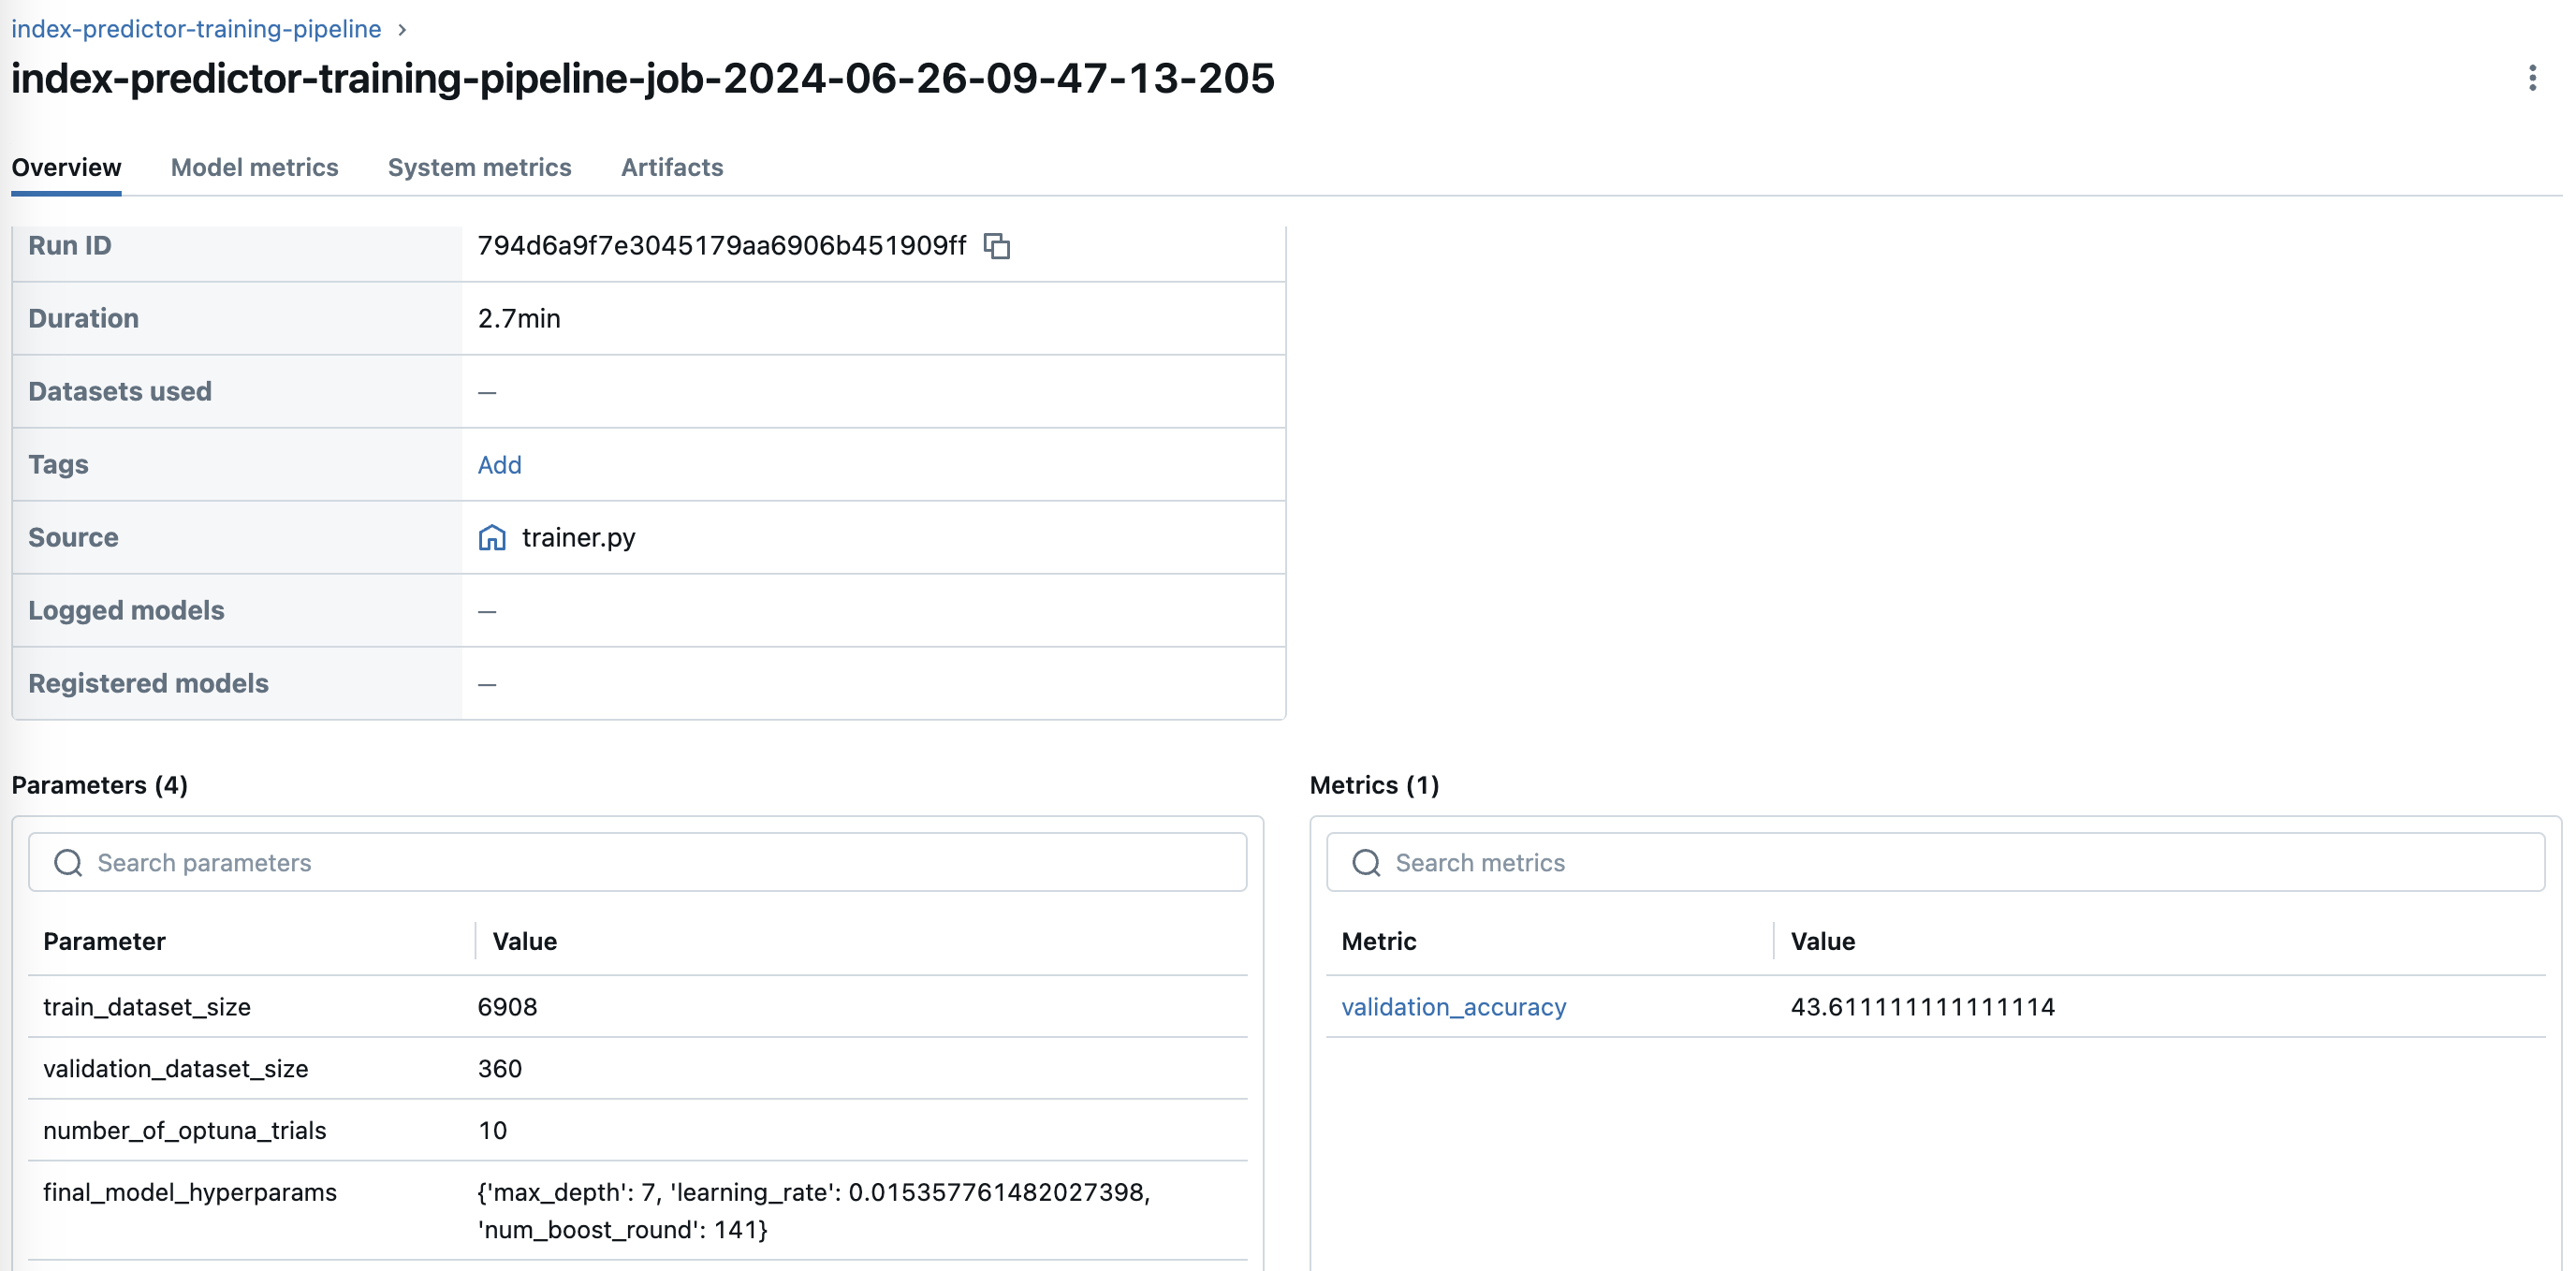 index-predictor-training-pipeline
index-predictor-training-pipeline-job-2024-06-26-09-47-13-205
Overview Model metrics System metrics Artifacts
Run ID 794d6a9f7e3045179aa6906b451909ff
Duration 2.7min
Datasets used —
Tags Add
Source trainer.py
Logged models —
Registered models —
Parameters (4)
Search parameters
Parameter Value
train_dataset_size 6908
validation_dataset_size 360
number_of_optuna_trials 10
final_model_hyperparams {'max_depth': 7, 'learning_rate': 0.015357761482027398,
'num_boost_round': 141}
Metrics (1)
Search metrics
Metric Value
validation_accuracy 43.611111111111114